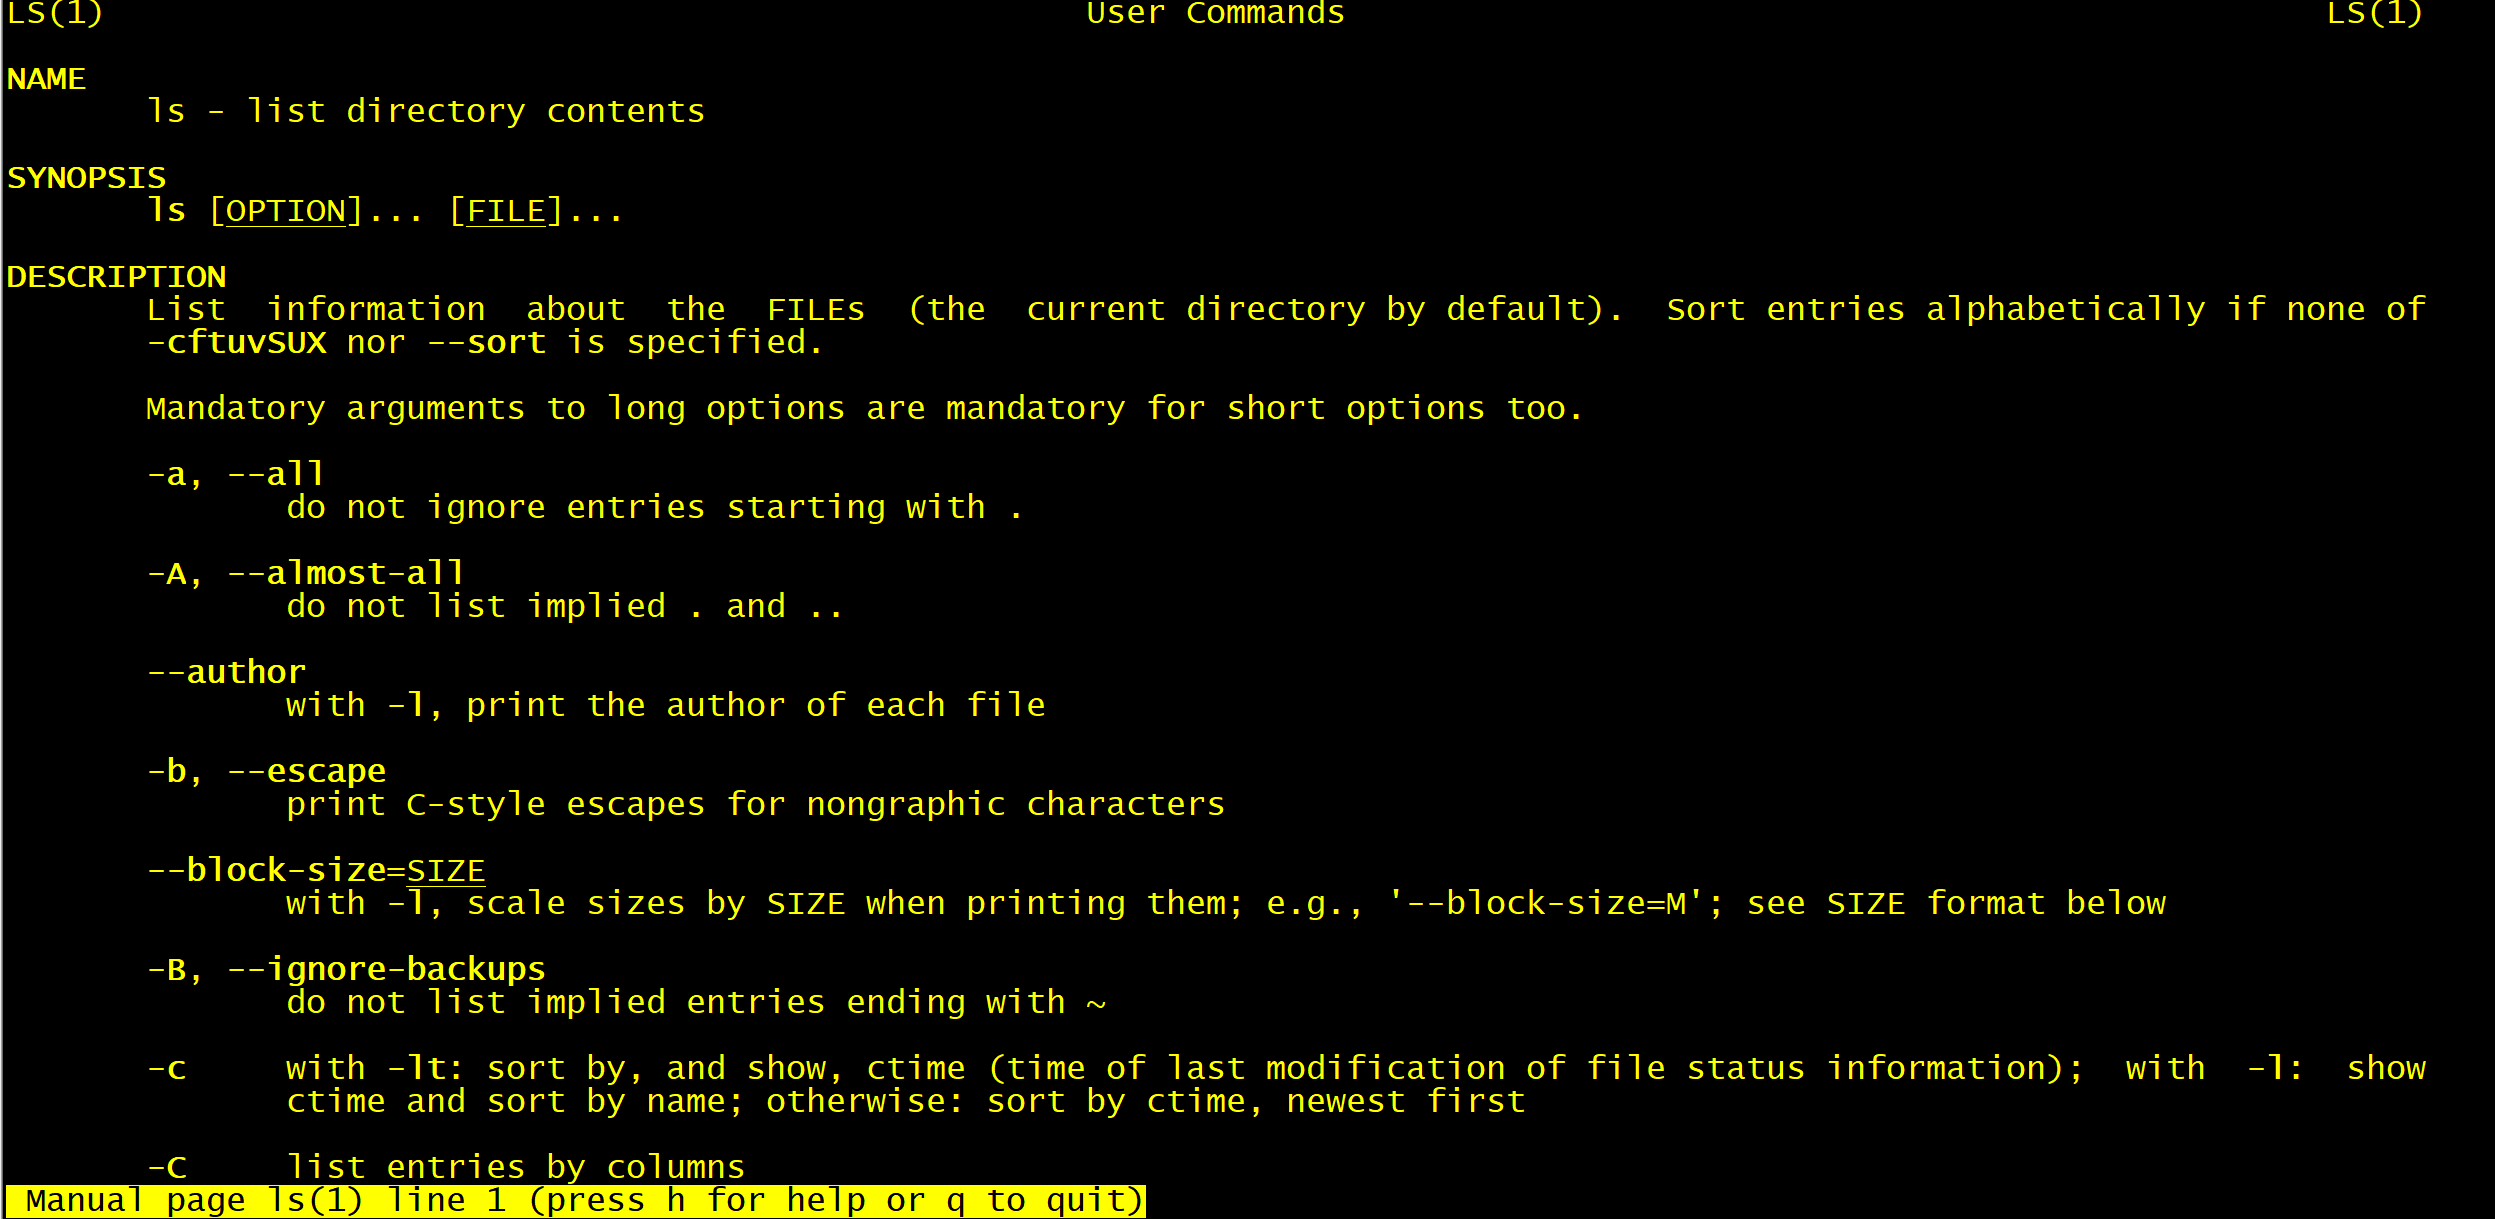 LS(1) User Commands LS(1)
NAME
ls - list directory contents
SYNOPSIS
ls [OPTION]... [FILE]...
DESCRIPTION
List information about the FILEs (the current directory by default). Sort entries alphabetically if none of
-cftuvSUX nor --sort is specified.
Mandatory arguments to long options are mandatory for short options too.
-a, --all
do not ignore entries starting with .
-A, --almost-all
do not list implied . and ..
--author
with -l, print the author of each file
-b, --escape
print C-style escapes for nongraphic characters
--block-size=SIZE
with -l, scale sizes by SIZE when printing them; e.g., '--block-size=M'; see SIZE format below
-B, --ignore-backups
do not list implied entries ending with ~
-c with -lt: sort by, and show, ctime (time of last modification of file status information); with -l: show
ctime and sort by name; otherwise: sort by ctime, newest first
-C list entries by columns
Manual page ls(1) line 1 (press h for help or q to quit)